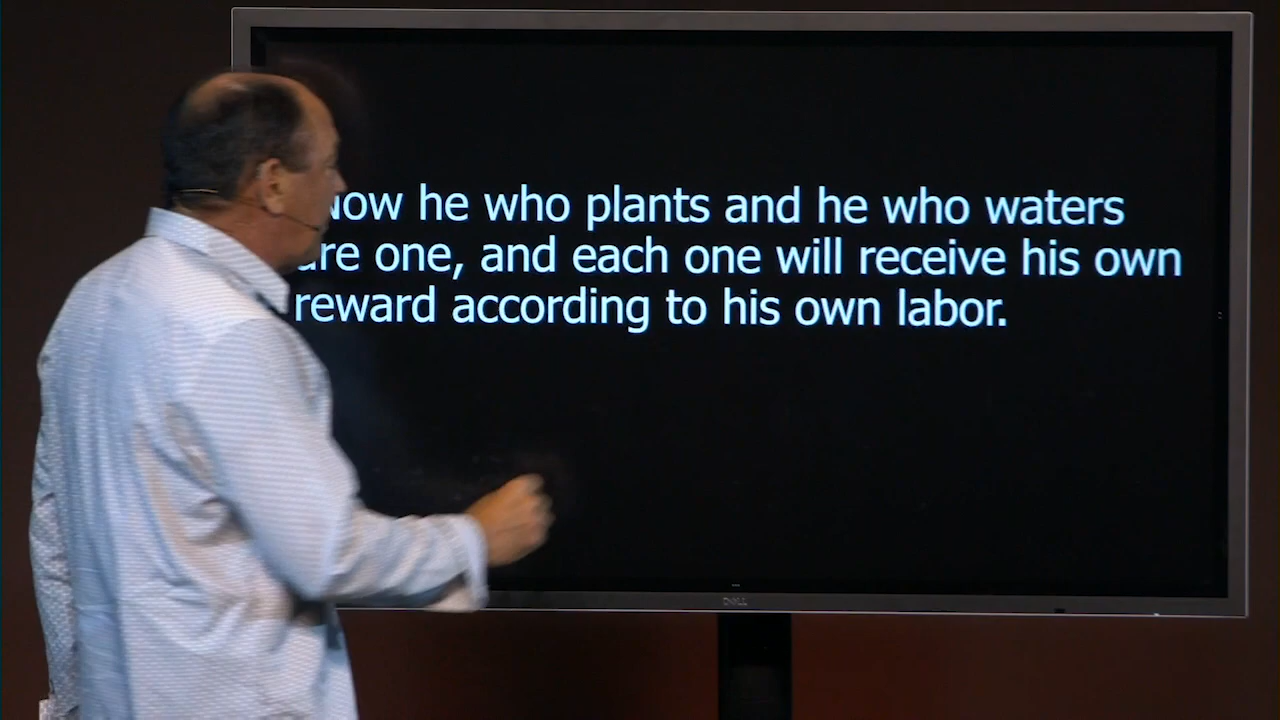 Now he who plants and he who waters
are one, and each one will receive his own
reward according to his own labor.
DELL